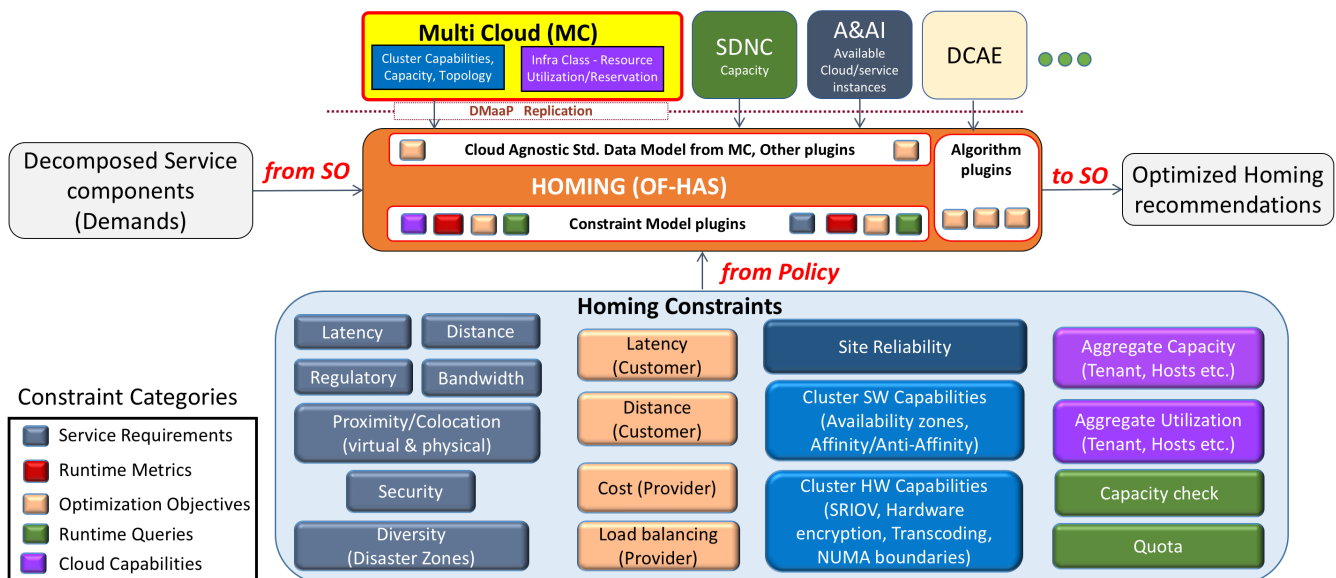 Multi Cloud (MC)
Cluster Capabilities,
Capacity, Topology
Infra Class - Resource
Utilization/Reservation
SDNC
Capacity
A&AI
Available
Cloud/service
instances
DCAE
DMaaP Replication
Decomposed Service
components
(Demands)
from SO
Cloud Agnostic Std. Data Model from MC, Other plugins
HOMING (OF-HAS)
Constraint Model plugins
Algorithm
plugins
to SO
Optimized Homing
recommendations
from Policy
Homing Constraints
Latency
Distance
Regulatory
Bandwidth
Proximity/Colocation
(virtual & physical)
Security
Diversity
(Disaster Zones)
Latency
(Customer)
Distance
(Customer)
Cost (Provider)
Load balancing
(Provider)
Site Reliability
Cluster SW Capabilities
(Availability zones,
Affinity/Anti-Affinity)
Cluster HW Capabilities
(SRIOV, Hardware
encryption, Transcoding,
NUMA boundaries)
Aggregate Capacity
(Tenant, Hosts etc.)
Aggregate Utilization
(Tenant, Hosts etc.)
Capacity check
Quota
Constraint Categories
Service Requirements
Runtime Metrics
Optimization Objectives
Runtime Queries
Cloud Capabilities